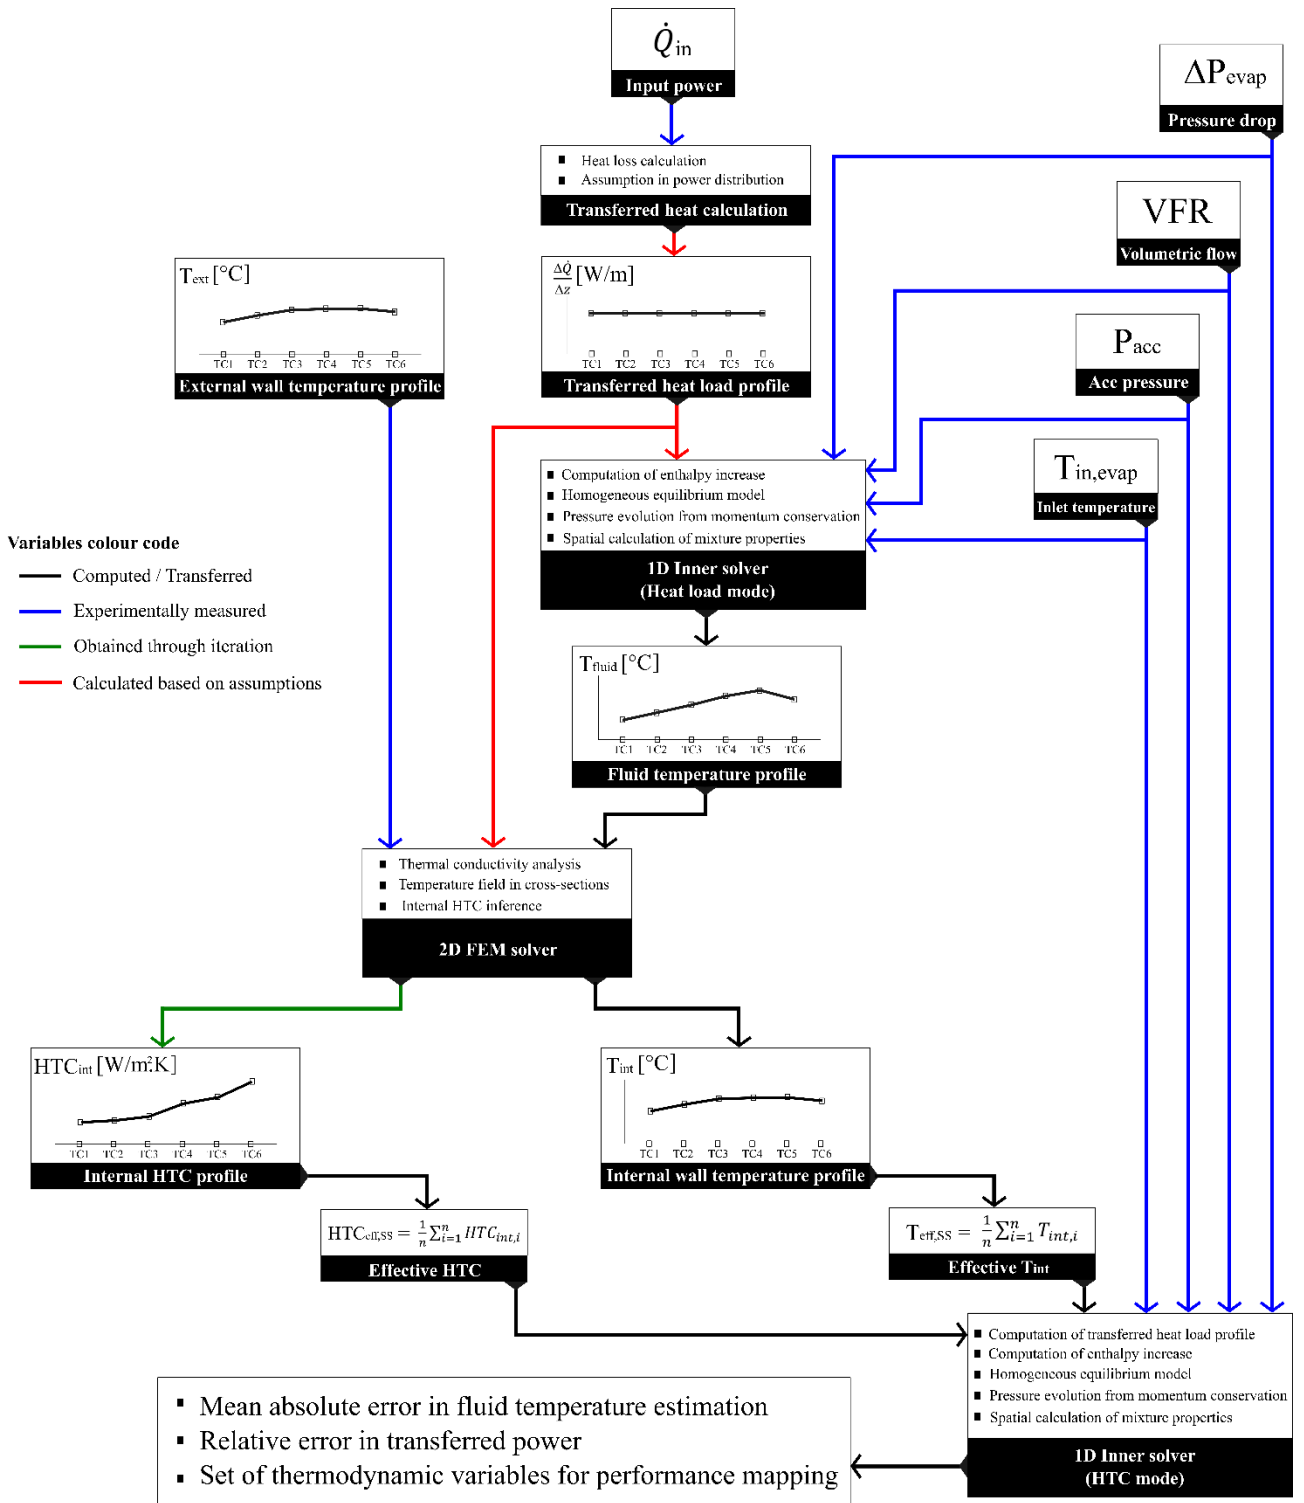 Q̇in
Input power
ΔPevap
Pressure drop
▪ Heat loss calculation
▪ Assumption in power distribution
Transferred heat calculation
VFR
Volumetric flow
Text [°C]
TC1 TC2 TC3 TC4 TC5 TC6
External wall temperature profile
ΔQ̇/Δz [W/m]
TC1 TC2 TC3 TC4 TC5 TC6
Transferred heat load profile
Pacc
Acc pressure
Tin,evap
Inlet temperature
▪ Computation of enthalpy increase
▪ Homogeneous equilibrium model
▪ Pressure evolution from momentum conservation
▪ Spatial calculation of mixture properties
1D Inner solver
(Heat load mode)
Variables colour code
Computed / Transferred
Experimentally measured
Obtained through iteration
Calculated based on assumptions
Tfluid [°C]
TC1 TC2 TC3 TC4 TC5 TC6
Fluid temperature profile
▪ Thermal conductivity analysis
▪ Temperature field in cross-sections
▪ Internal HTC inference
2D FEM solver
HTCint [W/m².K]
TC1 TC2 TC3 TC4 TC5 TC6
Internal HTC profile
Tint [°C]
TC1 TC2 TC3 TC4 TC5 TC6
Internal wall temperature profile
HTCeff,SS = 1/n ∑ⁿᵢ₌₁ HTCint,i
Effective HTC
Teff,SS = 1/n ∑ⁿᵢ₌₁ Tint,i
Effective Tint
▪ Computation of transferred heat load profile
▪ Computation of enthalpy increase
▪ Homogeneous equilibrium model
▪ Pressure evolution from momentum conservation
▪ Spatial calculation of mixture properties
1D Inner solver
(HTC mode)
▪ Mean absolute error in fluid temperature estimation
▪ Relative error in transferred power
▪ Set of thermodynamic variables for performance mapping